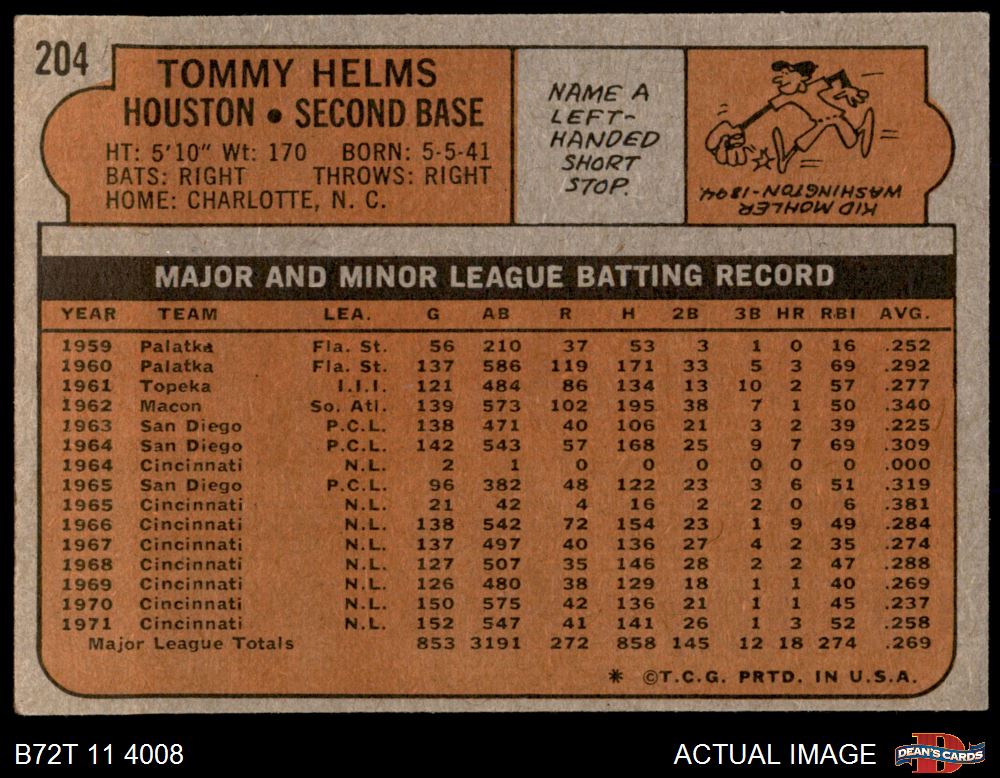 204
TOMMY HELMS
HOUSTON • SECOND BASE
HT: 5'10" Wt: 170 BORN: 5-5-41
BATS: RIGHT THROWS: RIGHT
HOME: CHARLOTTE, N. C.
NAME A
LEFT-
HANDED
SHORT
STOP.
KID MOHLER
WASHINGTON-1894
MAJOR AND MINOR LEAGUE BATTING RECORD
YEAR TEAM LEA. G AB R H 2B 3B HR RBI AVG.
1959 Palatka Fla. St. 56 210 37 53 3 1 0 16 .252
1960 Palatka Fla. St. 137 586 119 171 33 5 3 69 .292
1961 Topeka I.I.I. 121 484 86 134 13 10 2 57 .277
1962 Macon So. Atl. 139 573 102 195 38 7 1 50 .340
1963 San Diego P.C.L. 138 471 40 106 21 3 2 39 .225
1964 San Diego P.C.L. 142 543 57 168 25 9 7 69 .309
1964 Cincinnati N.L. 2 1 0 0 0 0 0 0 .000
1965 San Diego P.C.L. 96 382 48 122 23 3 6 51 .319
1965 Cincinnati N.L. 21 42 4 16 2 2 0 6 .381
1966 Cincinnati N.L. 138 542 72 154 23 1 9 49 .284
1967 Cincinnati N.L. 137 497 40 136 27 4 2 35 .274
1968 Cincinnati N.L. 127 507 35 146 28 2 2 47 .288
1969 Cincinnati N.L. 126 480 38 129 18 1 1 40 .269
1970 Cincinnati N.L. 150 575 42 136 21 1 1 45 .237
1971 Cincinnati N.L. 152 547 41 141 26 1 3 52 .258
Major League Totals 853 3191 272 858 145 12 18 274 .269
* ©T.C.G. PRTD. IN U.S.A.
B72T 11 4008
ACTUAL IMAGE
DEAN'S CARDS